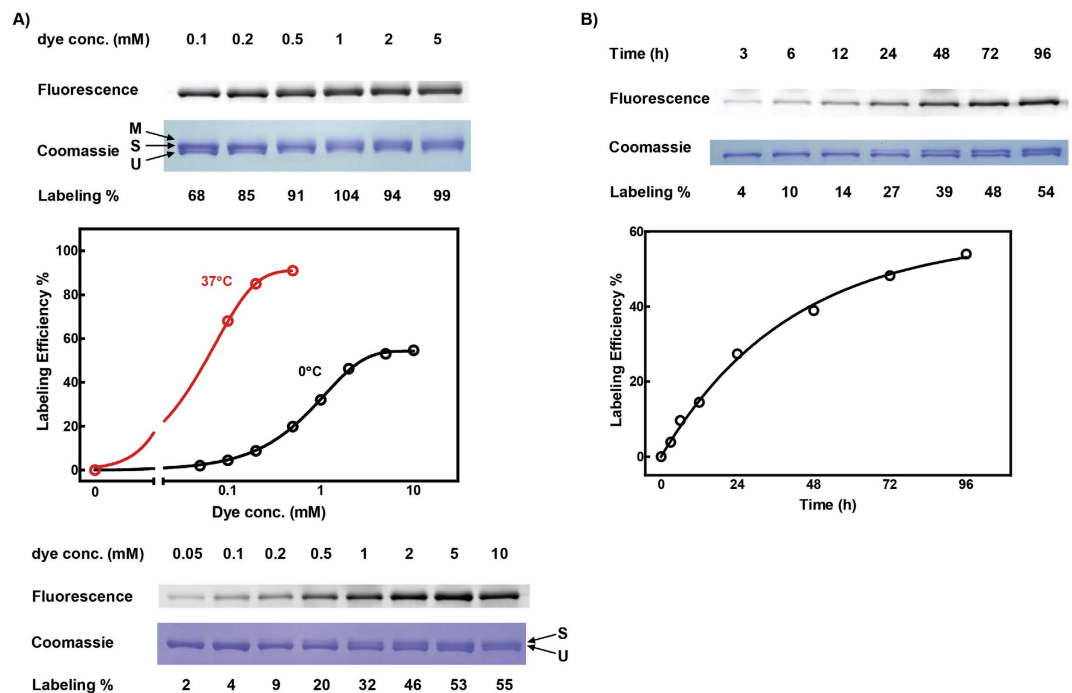 A)
dye conc. (mM) 0.1 0.2 0.5 1 2 5
Fluorescence
M
S
U
Coomassie
Labeling % 68 85 91 104 94 99
100
80
60
40
20
0
Labeling Efficiency %
37°C
0°C
0 0.1 1 10
Dye conc. (mM)
dye conc. (mM) 0.05 0.1 0.2 0.5 1 2 5 10
Fluorescence
Coomassie
S
U
Labeling % 2 4 9 20 32 46 53 55
B)
Time (h) 3 6 12 24 48 72 96
Fluorescence
Coomassie
Labeling % 4 10 14 27 39 48 54
60
40
20
0
Labeling Efficiency %
0 24 48 72 96
Time (h)